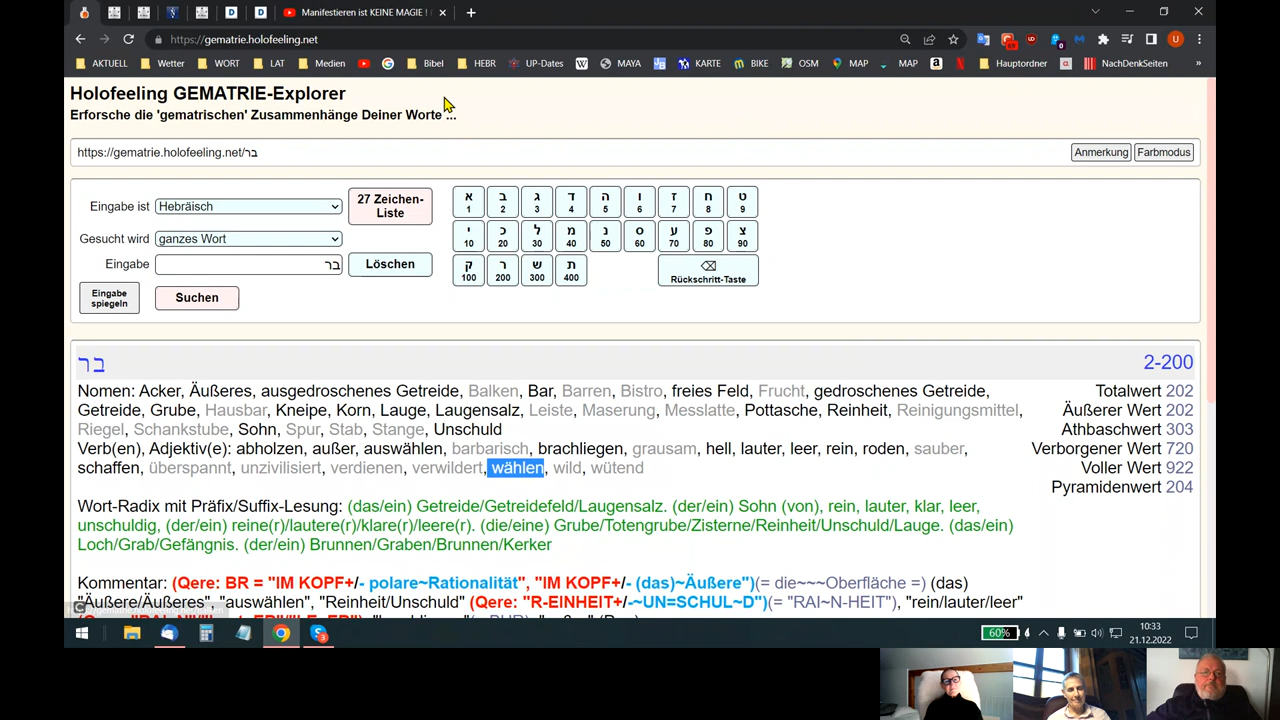 Manifestieren ist KEINE MAGIE !
https://gematrie.holofeeling.net
AKTUELL Wetter WORT LAT Medien Bibel HEBR UP-Dates MAYA KARTE BIKE OSM MAP MAP Hauptordner NachDenkSeiten »
Holofeeling GEMATRIE-Explorer
Erforsche die 'gematrischen' Zusammenhänge Deiner Worte ...
https://gematrie.holofeeling.net/בר
Anmerkung Farbmodus
Eingabe ist Hebräisch
27 Zeichen-Liste
Gesucht wird ganzes Wort
Eingabe בר Löschen
Eingabe spiegeln Suchen
א ב ג ד ה ו ז ח ט
1 2 3 4 5 6 7 8 9
י כ ל מ נ ס ע פ צ
10 20 30 40 50 60 70 80 90
ק ר ש ת ⌫
100 200 300 400 Rückschritt-Taste
בר 2-200
Nomen: Acker, Äußeres, ausgedroschenes Getreide, Balken, Bar, Barren, Bistro, freies Feld, Frucht, gedroschenes Getreide,
Getreide, Grube, Hausbar, Kneipe, Korn, Lauge, Laugensalz, Leiste, Maserung, Messlatte, Pottasche, Reinheit, Reinigungsmittel,
Riegel, Schankstube, Sohn, Spur, Stab, Stange, Unschuld
Verb(en), Adjektiv(e): abholzen, außer, auswählen, barbarisch, brachliegen, grausam, hell, lauter, leer, rein, roden, sauber,
schaffen, überspannt, unzivilisiert, verdienen, verwildert, wählen, wild, wütend
Totalwert 202
Äußerer Wert 202
Athbaschwert 303
Verborgener Wert 720
Voller Wert 922
Pyramidenwert 204
Wort-Radix mit Präfix/Suffix-Lesung: (das/ein) Getreide/Getreidefeld/Laugensalz. (der/ein) Sohn (von), rein, lauter, klar, leer,
unschuldig, (der/ein) reine(r)/lautere(r)/klare(r)/leere(r). (die/eine) Grube/Totengrube/Zisterne/Reinheit/Unschuld/Lauge. (das/ein)
Loch/Grab/Gefängnis. (der/ein) Brunnen/Graben/Brunnen/Kerker
Kommentar: (Qere: BR = "IM KOPF+/- polare~Rationalität", "IM KOPF+/- (das)~Äußere")(= die~~~Oberfläche =) (das)
"Äußere/Äußeres", "auswählen", "Reinheit/Unschuld" (Qere: "R-EINHEIT+/-~UN=SCHUL~D")(= "RAI~N-HEIT"), "rein/lauter/leer"
60%
10:33
21.12.2022